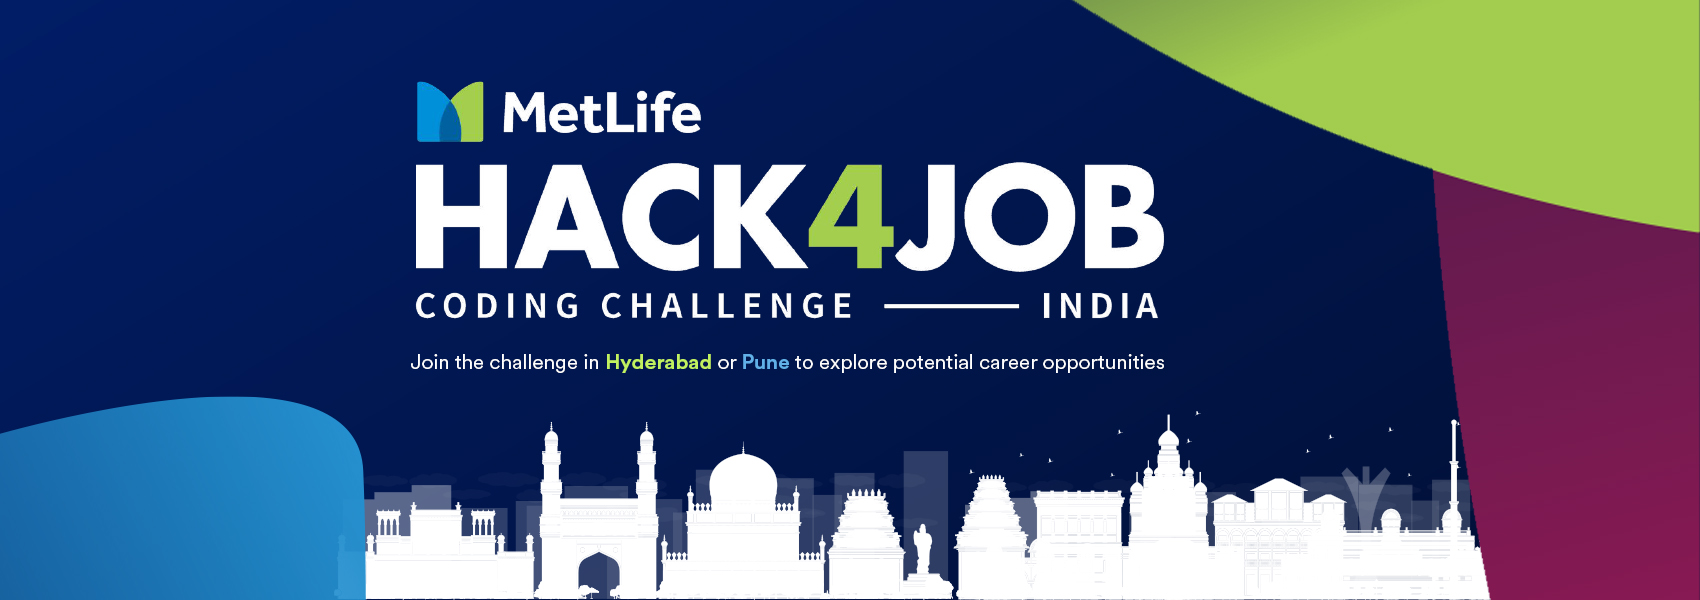 MetLife
HACK4JOB
CODING CHALLENGE — INDIA
Join the challenge in Hyderabad or Pune to explore potential career opportunities